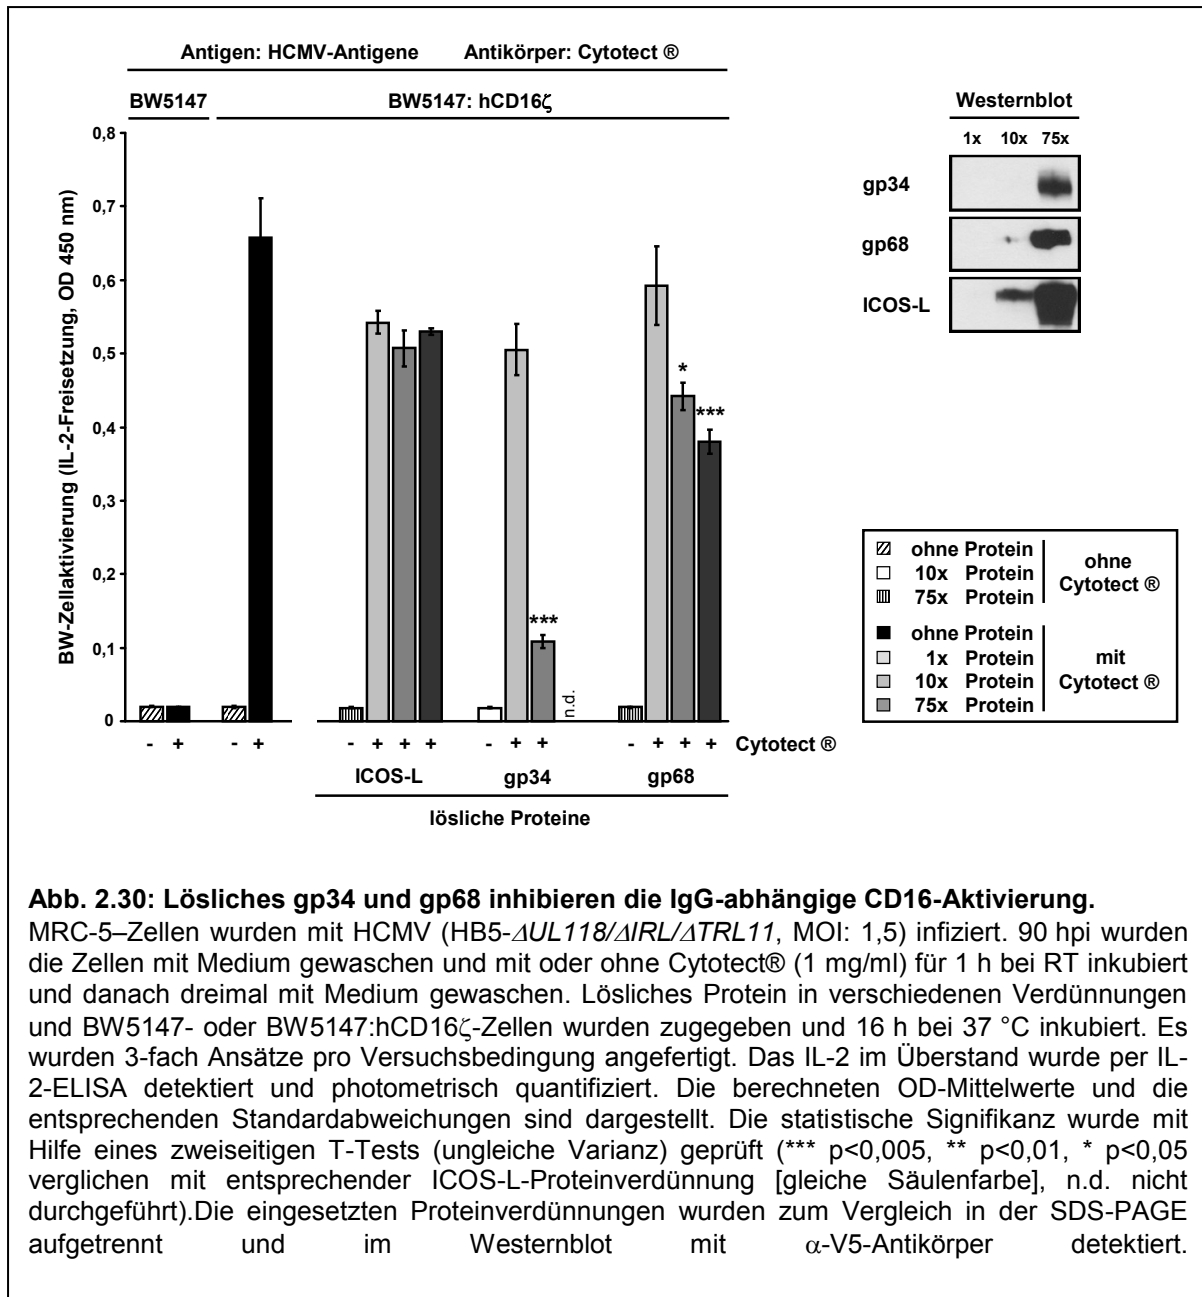 Antigen: HCMV-Antigene Antikörper: Cytotect ®
BW5147 BW5147: hCD16ζ
BW-Zellaktivierung (IL-2-Freisetzung, OD 450 nm)
0,8
0,7
0,6
0,5
0,4
0,3
0,2
0,1
0
***
n.d.
*
***
- + - + - + + + - + + - + + + Cytotect ®
ICOS-L gp34 gp68
lösliche Proteine
Westernblot
1x 10x 75x
gp34
gp68
ICOS-L
ohne Protein
10x Protein
75x Protein
ohne
Cytotect ®
ohne Protein
1x Protein
10x Protein
75x Protein
mit
Cytotect ®
Abb. 2.30: Lösliches gp34 und gp68 inhibieren die IgG-abhängige CD16-Aktivierung.
MRC-5–Zellen wurden mit HCMV (HB5-ΔUL118/ΔIRL/ΔTRL11, MOI: 1,5) infiziert. 90 hpi wurden
die Zellen mit Medium gewaschen und mit oder ohne Cytotect® (1 mg/ml) für 1 h bei RT inkubiert
und danach dreimal mit Medium gewaschen. Lösliches Protein in verschiedenen Verdünnungen
und BW5147- oder BW5147:hCD16ζ-Zellen wurden zugegeben und 16 h bei 37 °C inkubiert. Es
wurden 3-fach Ansätze pro Versuchsbedingung angefertigt. Das IL-2 im Überstand wurde per IL-
2-ELISA detektiert und photometrisch quantifiziert. Die berechneten OD-Mittelwerte und die
entsprechenden Standardabweichungen sind dargestellt. Die statistische Signifikanz wurde mit
Hilfe eines zweiseitigen T-Tests (ungleiche Varianz) geprüft (*** p<0,005, ** p<0,01, * p<0,05
verglichen mit entsprechender ICOS-L-Proteinverdünnung [gleiche Säulenfarbe], n.d. nicht
durchgeführt).Die eingesetzten Proteinverdünnungen wurden zum Vergleich in der SDS-PAGE
aufgetrennt und im Westernblot mit α-V5-Antikörper detektiert.